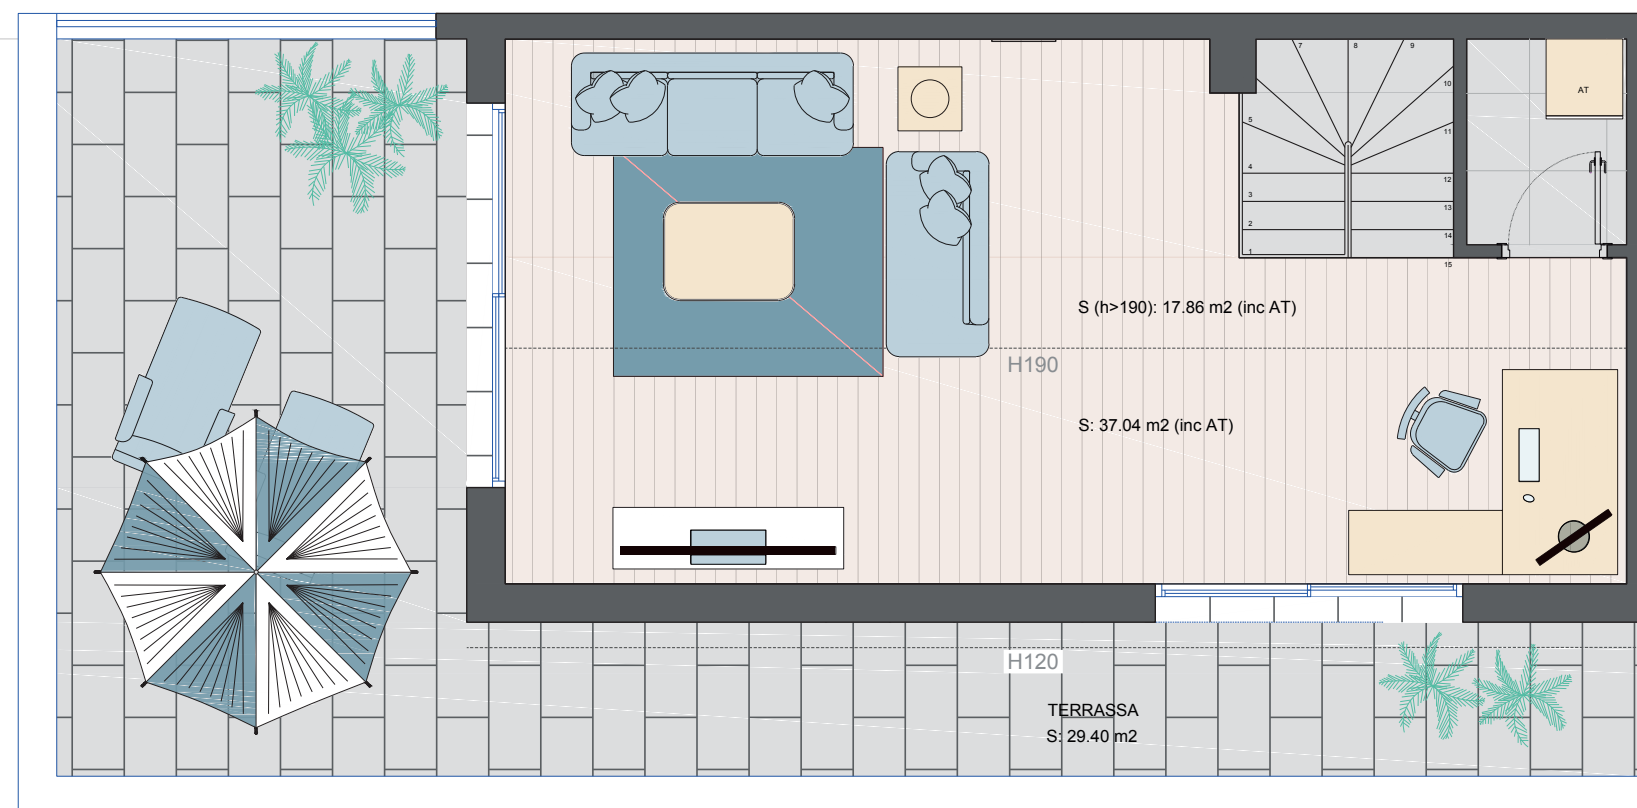 7
8
9
10
AT
5
11
4
12
3
13
2
14
1
15
S (h>190): 17.86 m2 (inc AT)
H190
S: 37.04 m2 (inc AT)
H120
TERRASSA
S: 29.40 m2